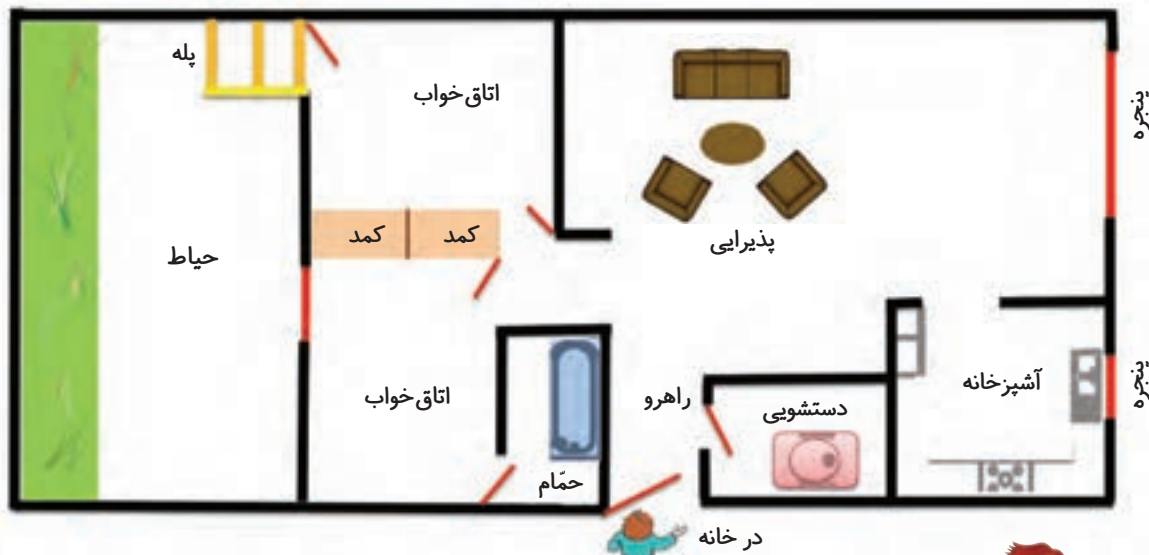 پله
اتاق‌خواب
پنجره
کمد
کمد
پذیرایی
حیاط
اتاق‌خواب
راهرو
دستشویی
آشپزخانه
پنجره
حمّام
در خانه